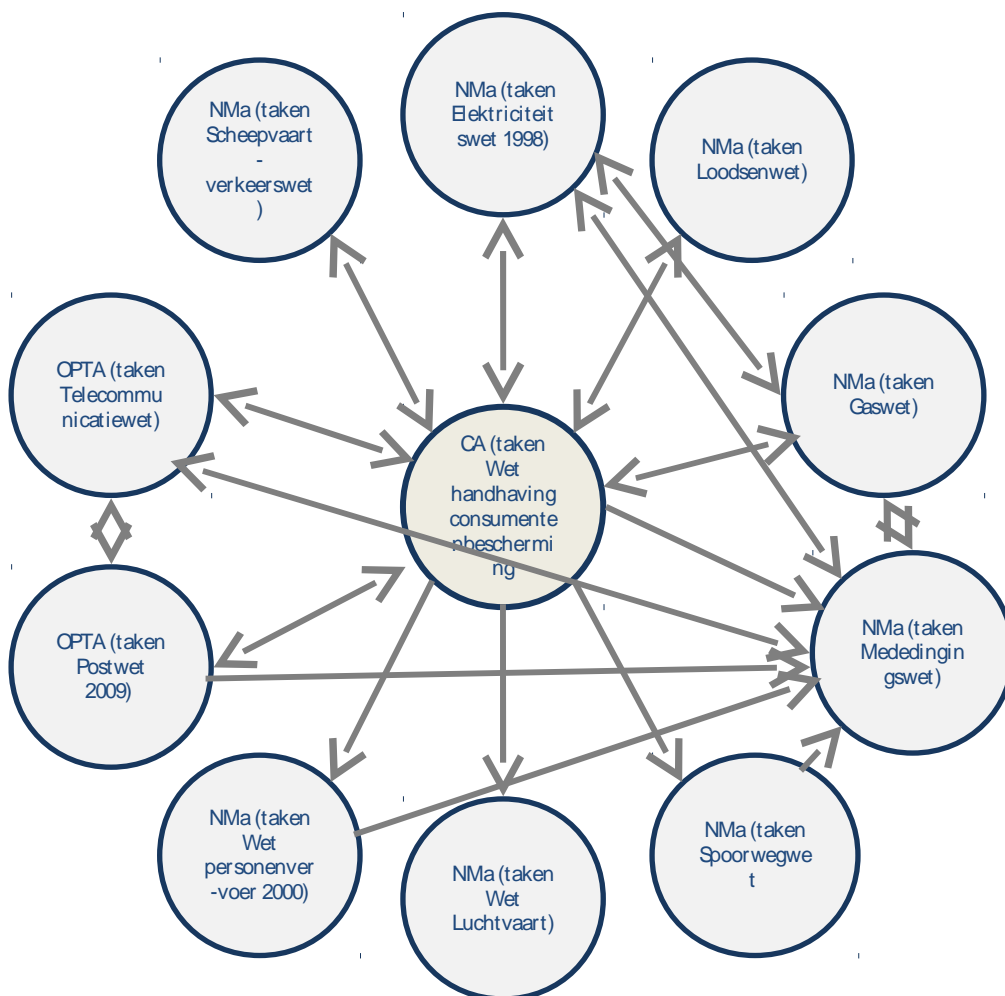 NMa (taken
Elektriciteit
swet 1998)
NMa (taken
Scheepvaart
-
verkeerswet
)
NMa (taken
Loodsenwet)
OPTA (taken
Telecommu
nicatiewet)
NMa (taken
Gaswet)
CA (taken
Wet
handhaving
consumente
nbeschermi
ng
OPTA (taken
Postwet
2009)
NMa (taken
Mededingin
gswet)
NMa (taken
Wet
personenver
-voer 2000)
NMa (taken
Wet
Luchtvaart)
NMa (taken
Spoorwegwe
t